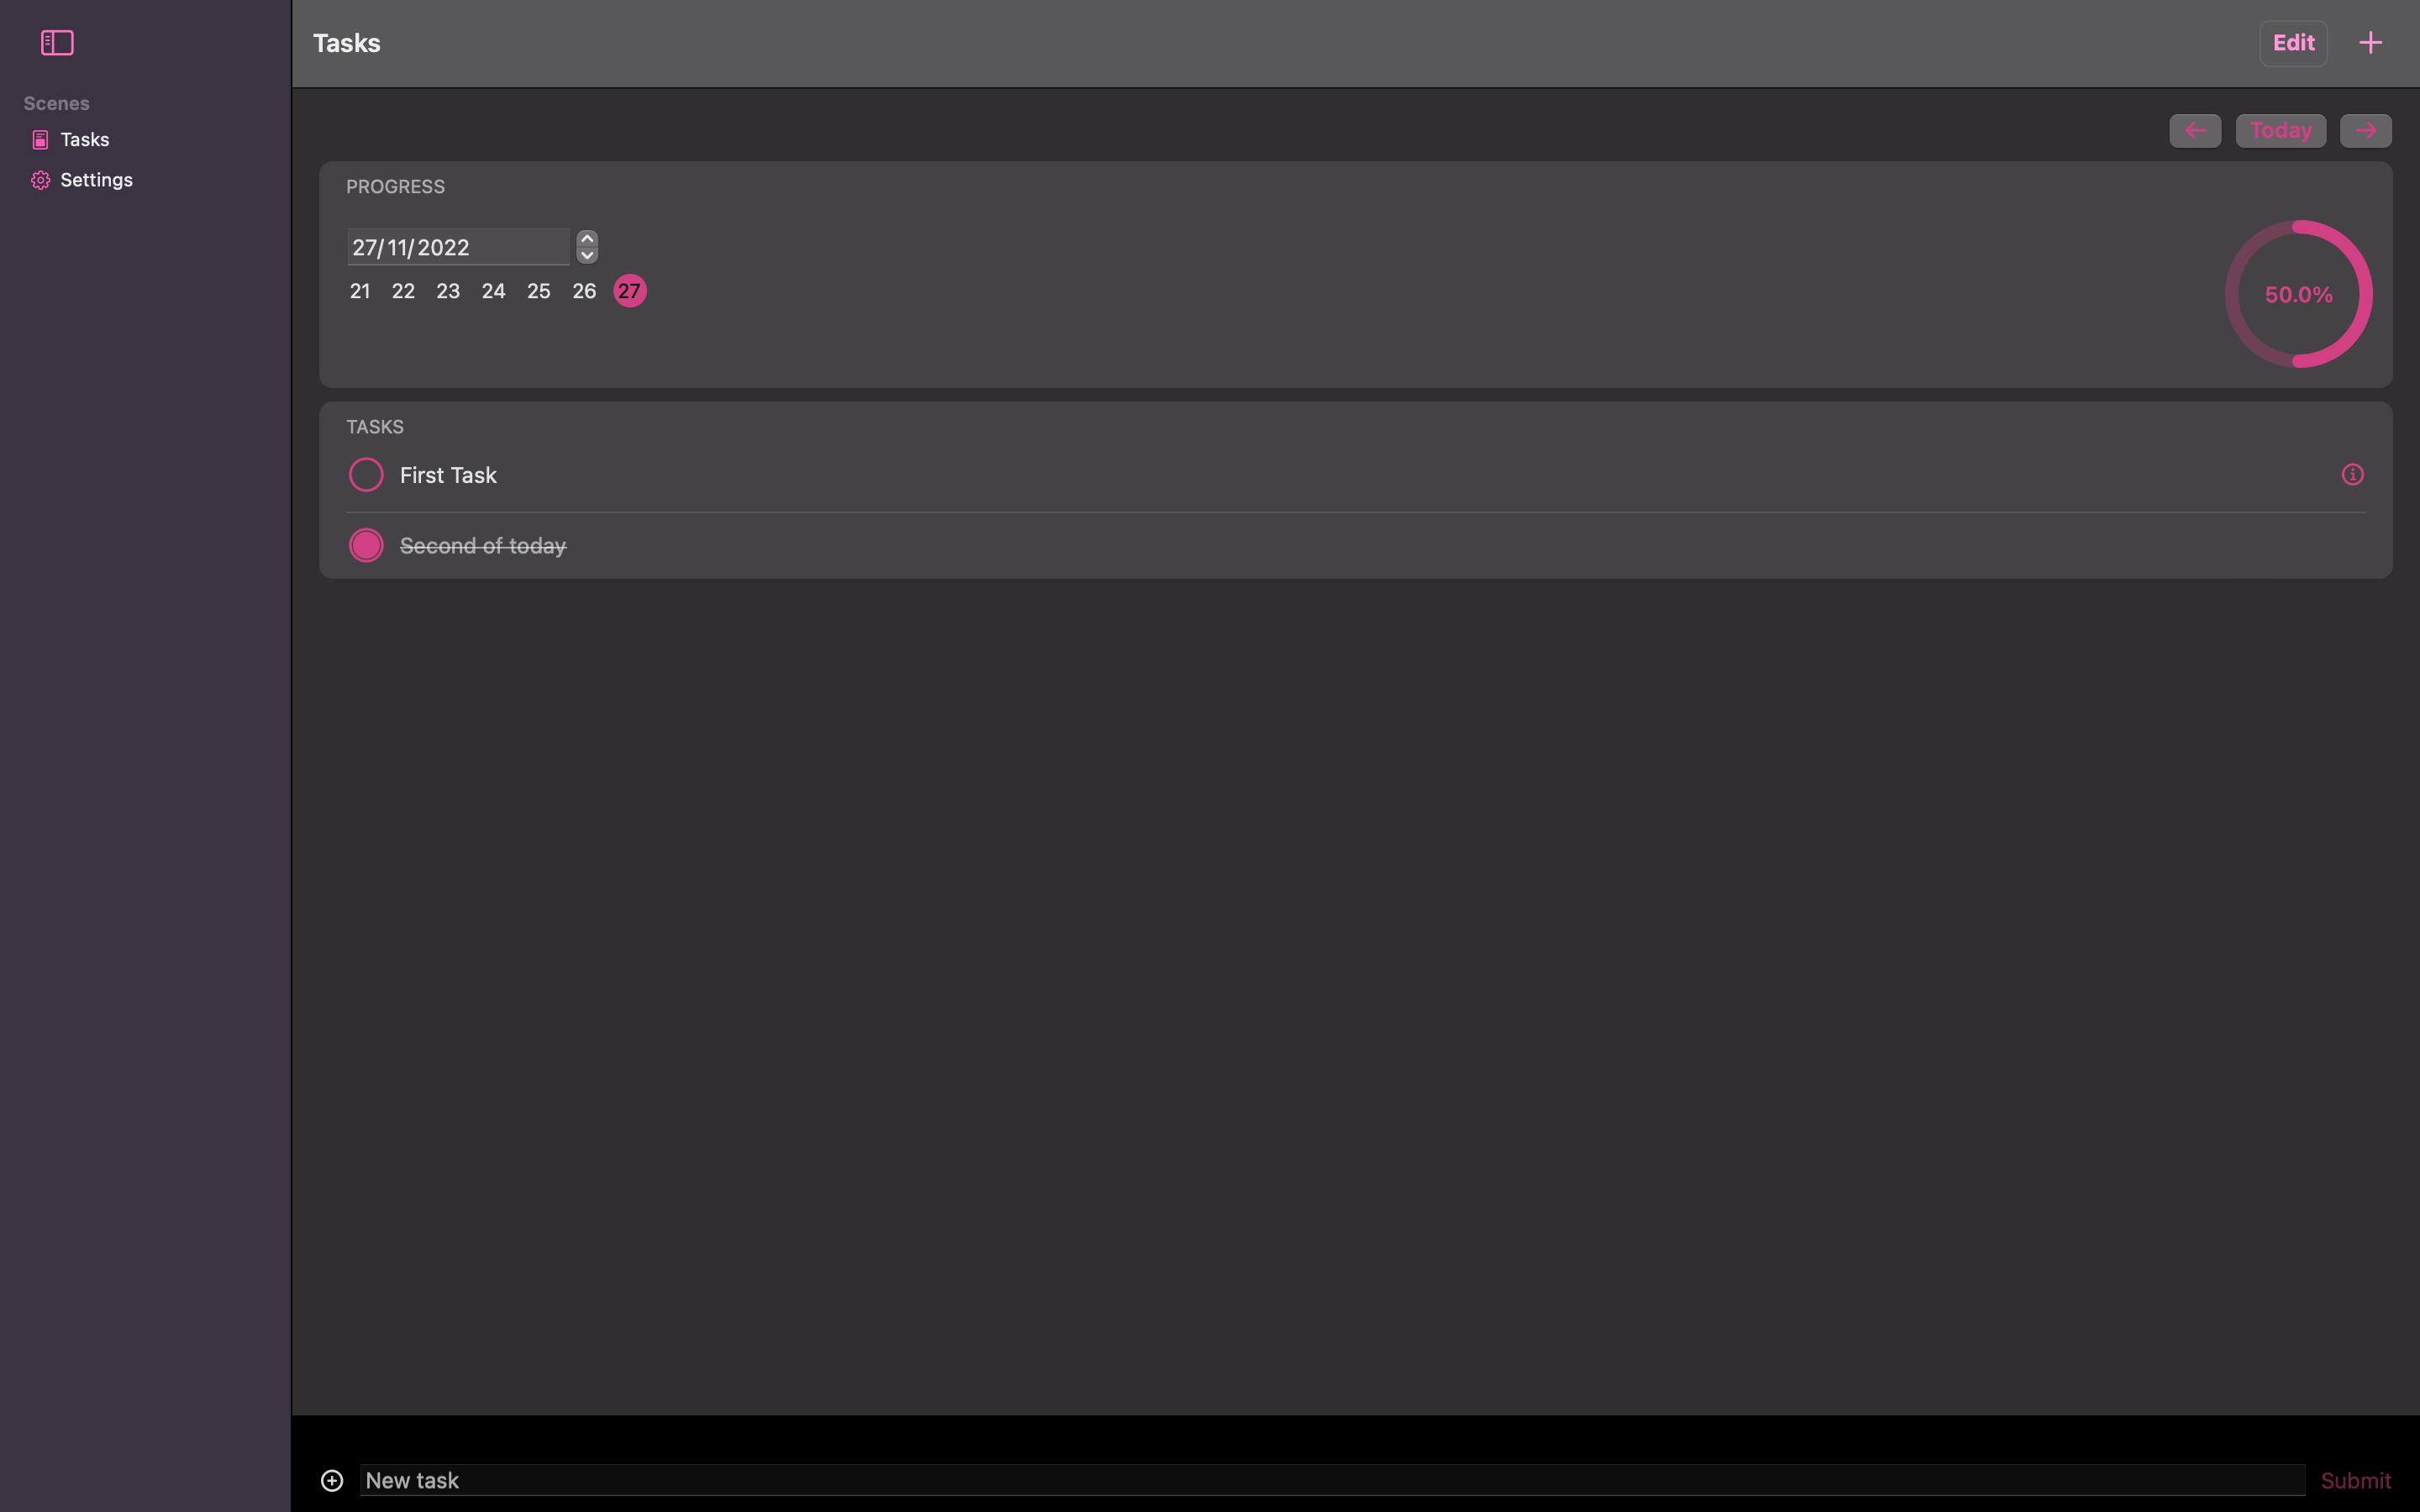 Tasks
Edit
Scenes
Tasks
Settings
Today
PROGRESS
27/11/2022
21 22 23 24 25 26 27
50.0%
TASKS
First Task
Second of today
New task
Submit